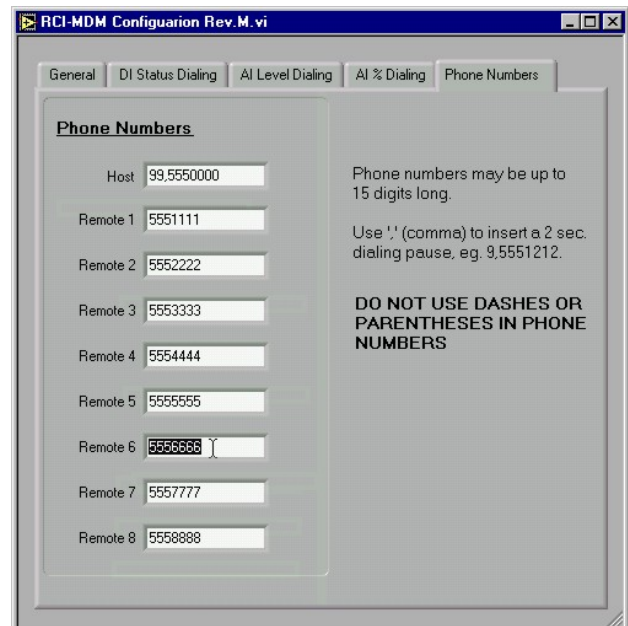 RCI-MDM Configuarion Rev.M.vi
General DI Status Dialing AI Level Dialing AI % Dialing Phone Numbers
Phone Numbers
Host 99,5550000
Remote 1 5551111
Remote 2 5552222
Remote 3 5553333
Remote 4 5554444
Remote 5 5555555
Remote 6 5556666
Remote 7 5557777
Remote 8 5558888
Phone numbers may be up to
15 digits long.
Use ',' (comma) to insert a 2 sec.
dialing pause, eg. 9,5551212.
DO NOT USE DASHES OR
PARENTHESES IN PHONE
NUMBERS